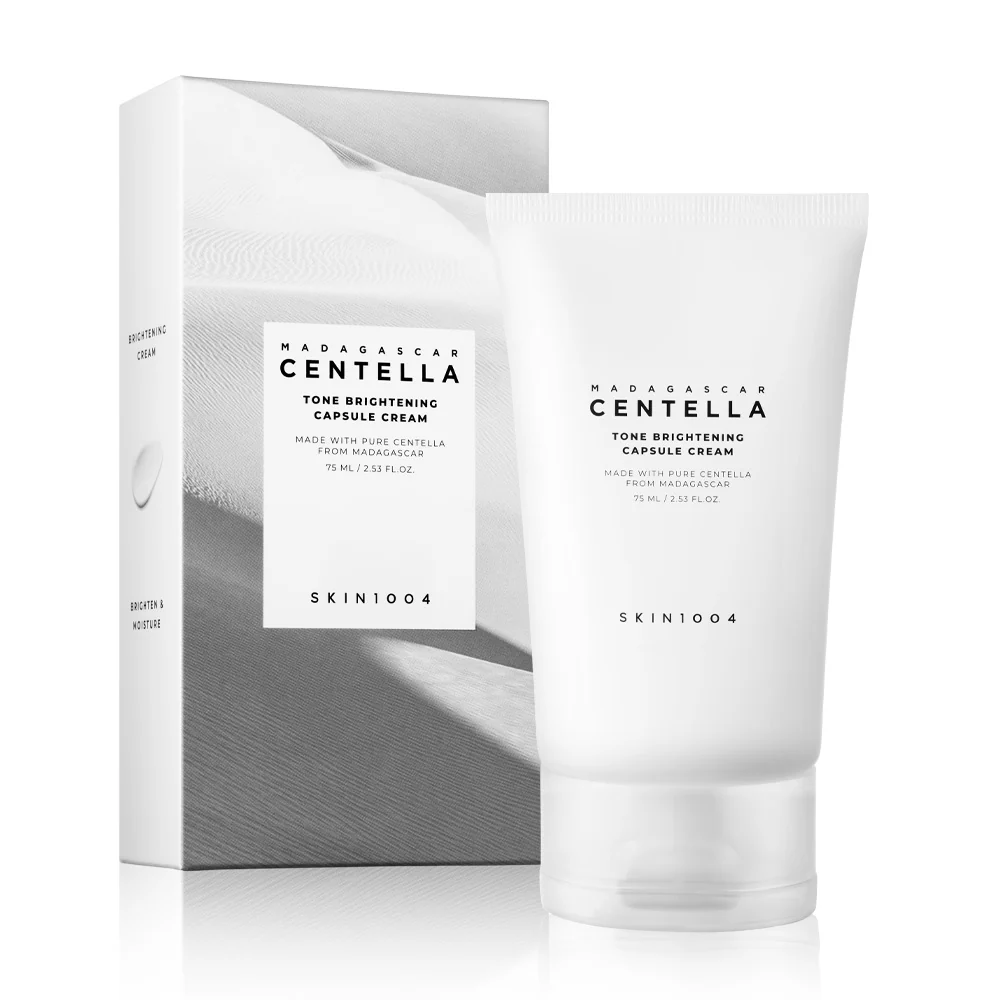 BRIGHTENING
CREAM
BRIGHTEN &
MOISTURE
MADAGASCAR
CENTELLA
TONE BRIGHTENING
CAPSULE CREAM
MADE WITH PURE CENTELLA
FROM MADAGASCAR
75 ML / 2.53 FL.OZ.
SKIN1004
MADAGASCAR
CENTELLA
TONE BRIGHTENING
CAPSULE CREAM
MADE WITH PURE CENTELLA
FROM MADAGASCAR
75 ML / 2.53 FL.OZ.
SKIN1004